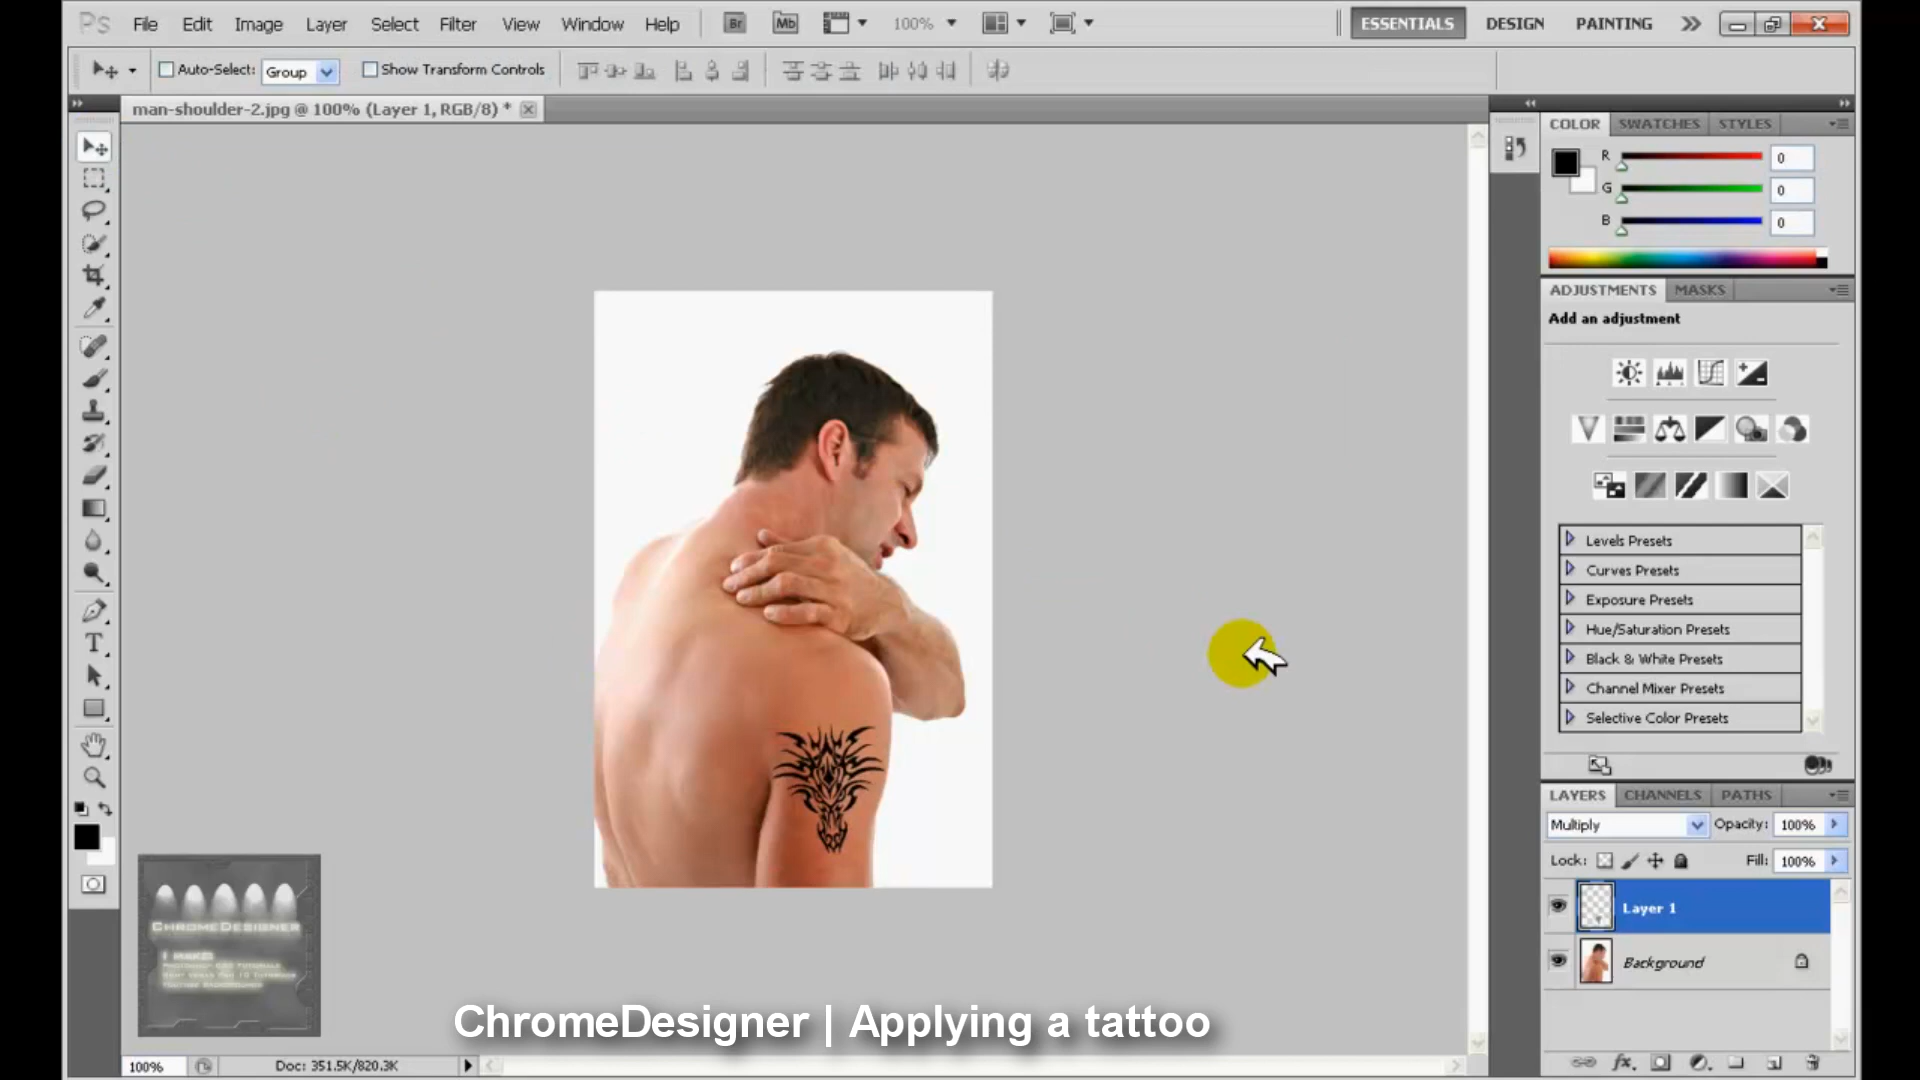 Ps File Edit Image Layer Select Filter View Window Help Br Mb 100% ESSENTIALS DESIGN PAINTING
Auto-Select: Group Show Transform Controls
man-shoulder-2.jpg @ 100% (Layer 1, RGB/8) *
COLOR SWATCHES STYLES
R 0
G 0
B 0
ADJUSTMENTS MASKS
Add an adjustment
Levels Presets
Curves Presets
Exposure Presets
Hue/Saturation Presets
Black & White Presets
Channel Mixer Presets
Selective Color Presets
LAYERS CHANNELS PATHS
Multiply Opacity: 100%
Lock: Fill: 100%
Layer 1
Background
T
ChromeDesigner
I make
ChromeDesigner | Applying a tattoo
100% Doc: 351.5K/820.3K
fx